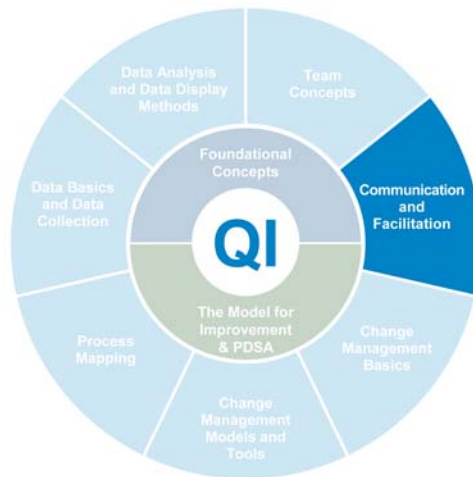 Data Analysis
and Data Display
Methods
Team
Concepts
Communication
and
Facilitation
Change
Management
Basics
Change
Management
Models and
Tools
Process
Mapping
Data Basics
and Data
Collection
Foundational
Concepts
QI
The Model for
Improvement
& PDSA